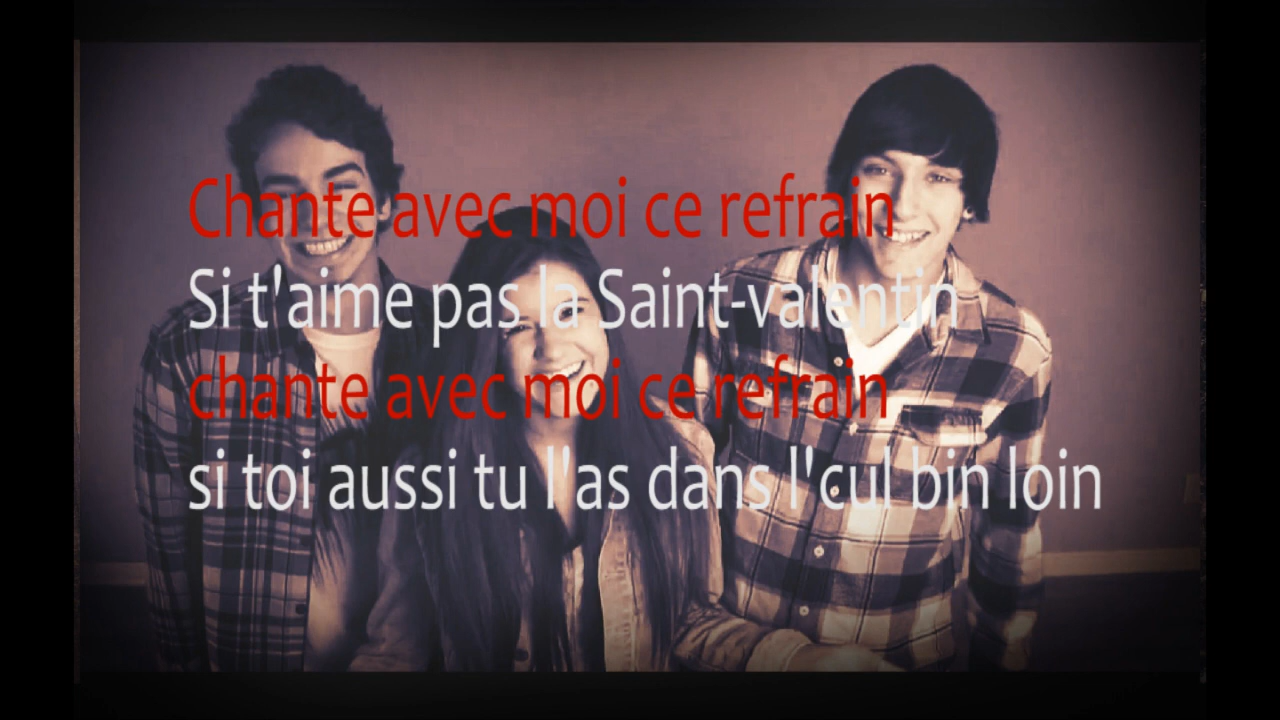 Chante avec moi ce refrain
Si t'aime pas la Saint-valentin
chante avec moi ce refrain
si toi aussi tu l'as dans l'cul bin loin